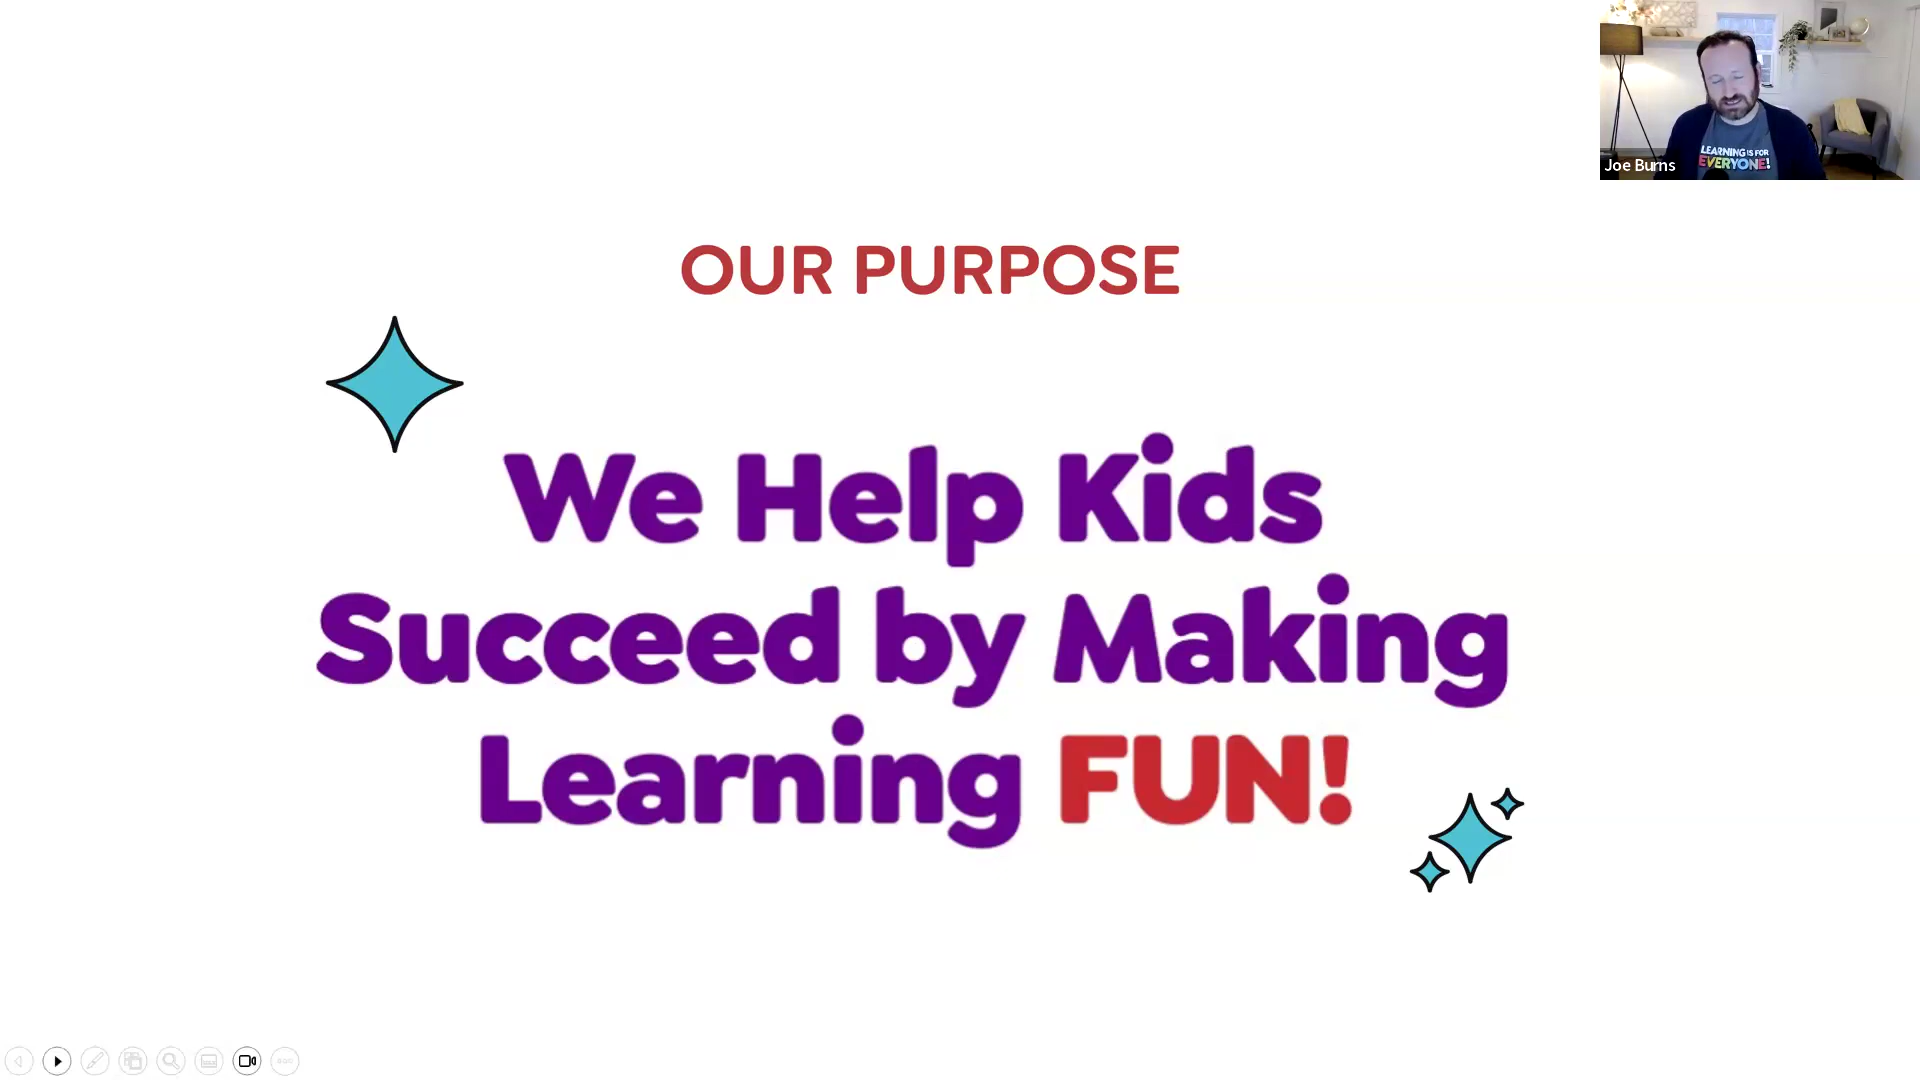 LEARNING IS FOR
EVERYONE!
Joe Burns
OUR PURPOSE
We Help Kids
Succeed by Making
Learning FUN!